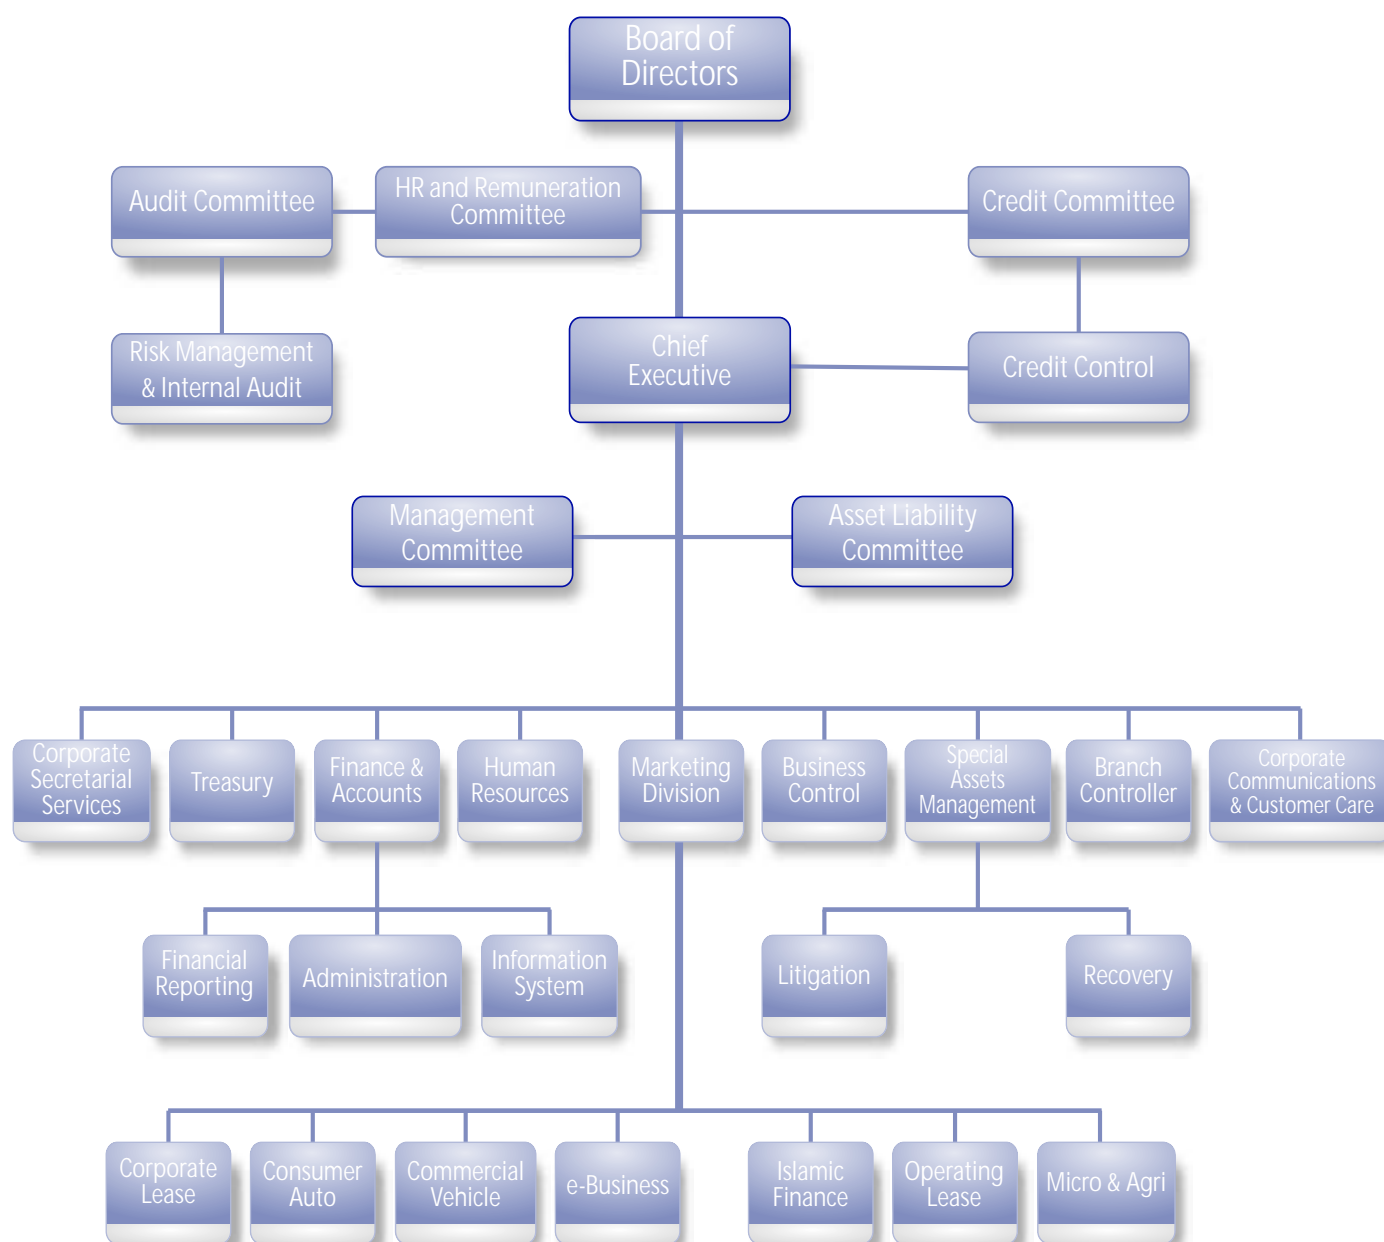 Board of
Directors
Audit Committee
HR and Remuneration
Committee
Credit Committee
Risk Management
& Internal Audit
Chief
Executive
Credit Control
Management
Committee
Asset Liability
Committee
Corporate
Secretarial
Services
Treasury
Finance &
Accounts
Human
Resources
Marketing
Division
Business
Control
Special
Assets
Management
Branch
Controller
Corporate
Communications
& Customer Care
Financial
Reporting
Administration
Information
System
Litigation
Recovery
Corporate
Lease
Consumer
Auto
Commercial
Vehicle
e-Business
Islamic
Finance
Operating
Lease
Micro & Agri